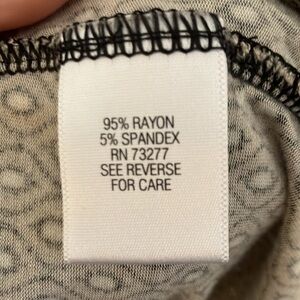 95% RAYON
5% SPANDEX
RN 73277
SEE REVERSE
FOR CARE